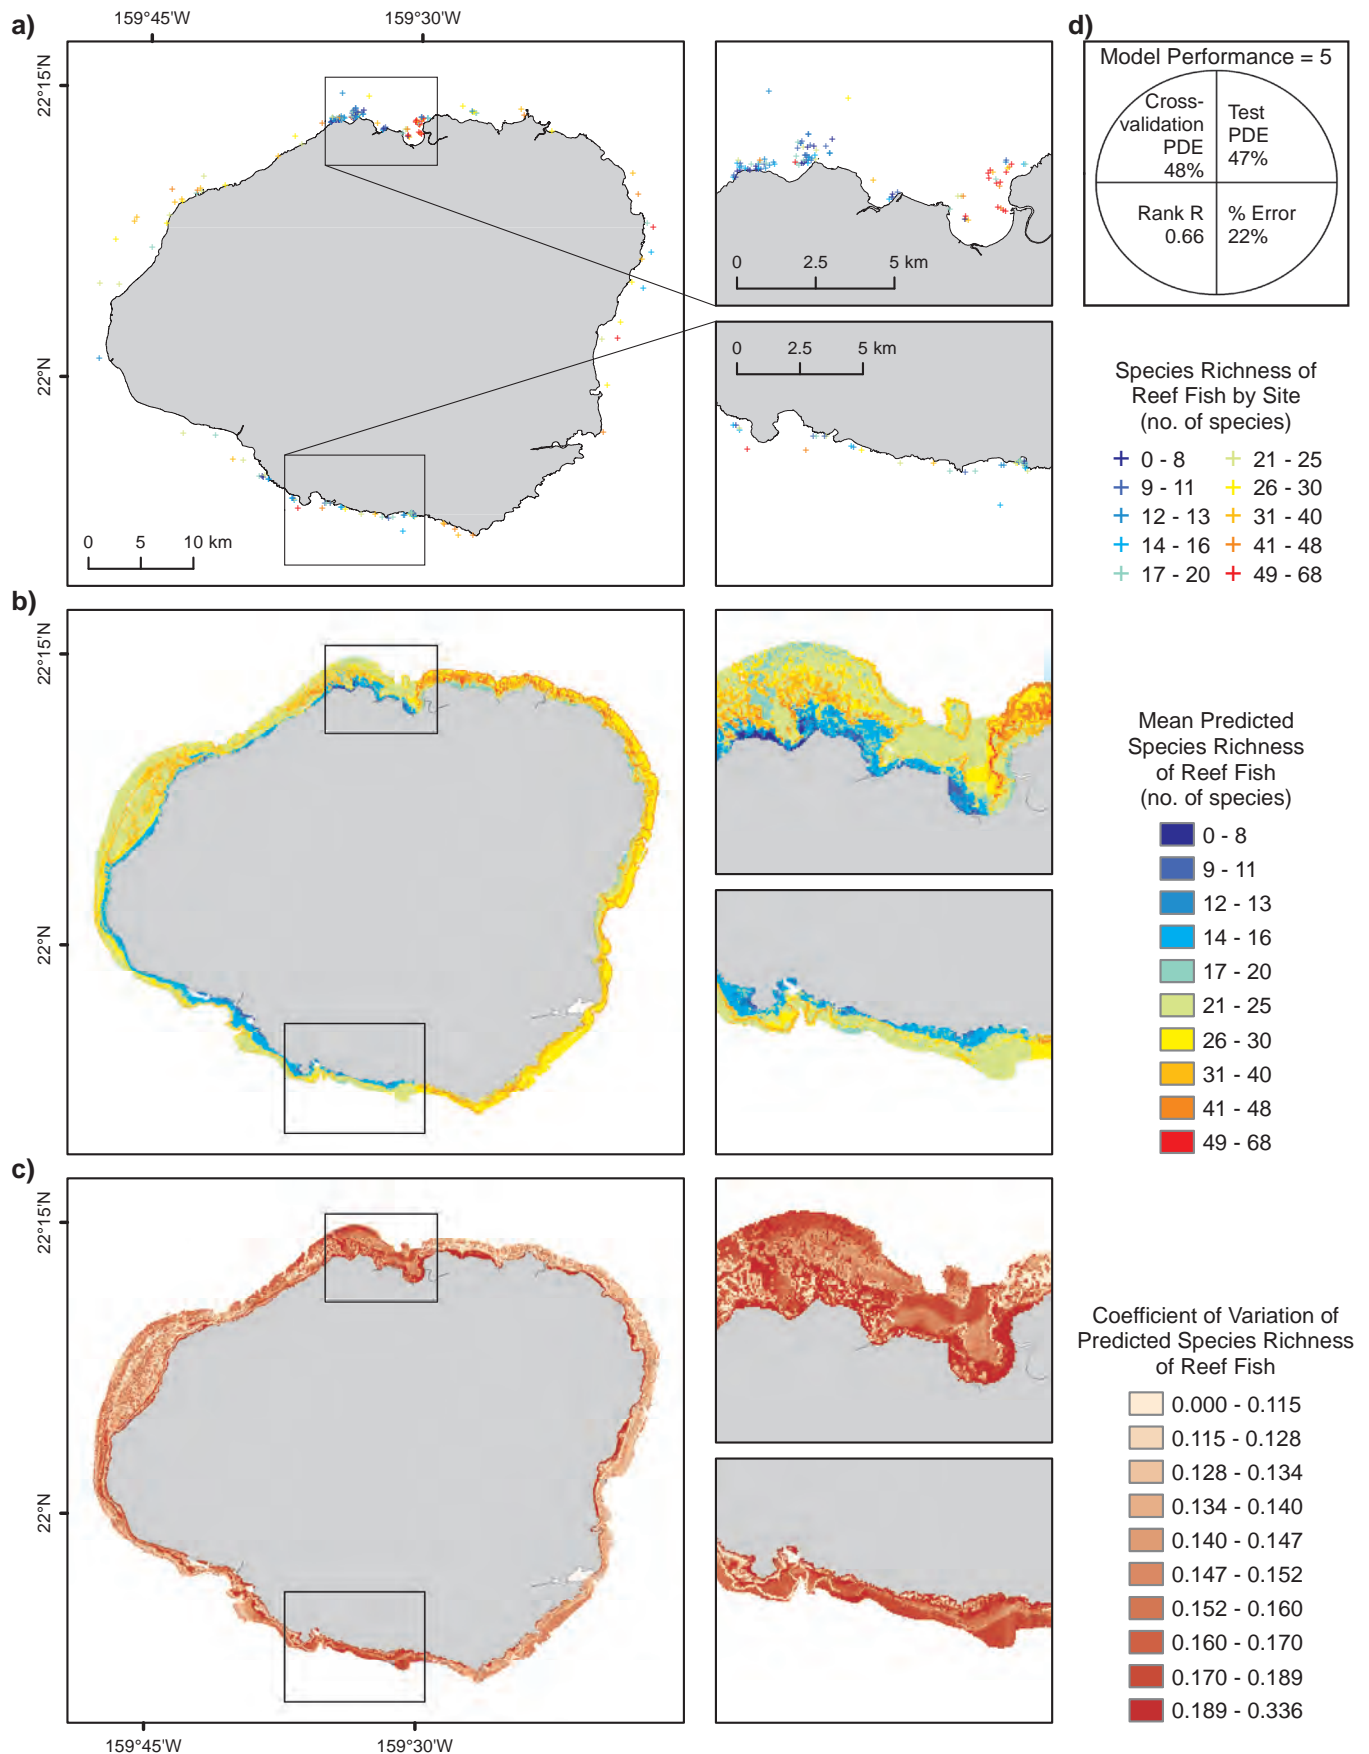 a)
159°45'W
159°30'W
22°15'N
22°N
0 5 10 km
0 2.5 5 km
0 2.5 5 km
d)
Model Performance = 5
Cross-
validation
PDE
48%
Test
PDE
47%
Rank R
0.66
% Error
22%
Species Richness of
Reef Fish by Site
(no. of species)
0 - 8
9 - 11
12 - 13
14 - 16
17 - 20
21 - 25
26 - 30
31 - 40
41 - 48
49 - 68
b)
22°15'N
22°N
Mean Predicted
Species Richness
of Reef Fish
(no. of species)
0 - 8
9 - 11
12 - 13
14 - 16
17 - 20
21 - 25
26 - 30
31 - 40
41 - 48
49 - 68
c)
22°15'N
22°N
159°45'W
159°30'W
Coefficient of Variation of
Predicted Species Richness
of Reef Fish
0.000 - 0.115
0.115 - 0.128
0.128 - 0.134
0.134 - 0.140
0.140 - 0.147
0.147 - 0.152
0.152 - 0.160
0.160 - 0.170
0.170 - 0.189
0.189 - 0.336